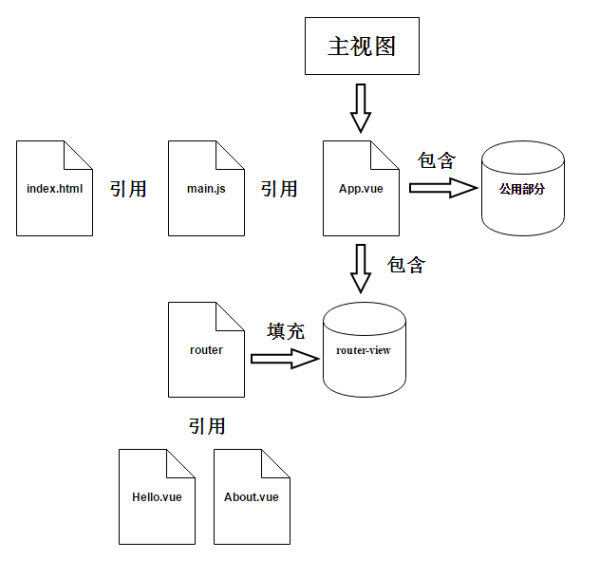 主视图
包含
index.html
引用
main.js
引用
App.vue
公用部分
包含
router
填充
router-view
引用
Hello.vue
About.vue